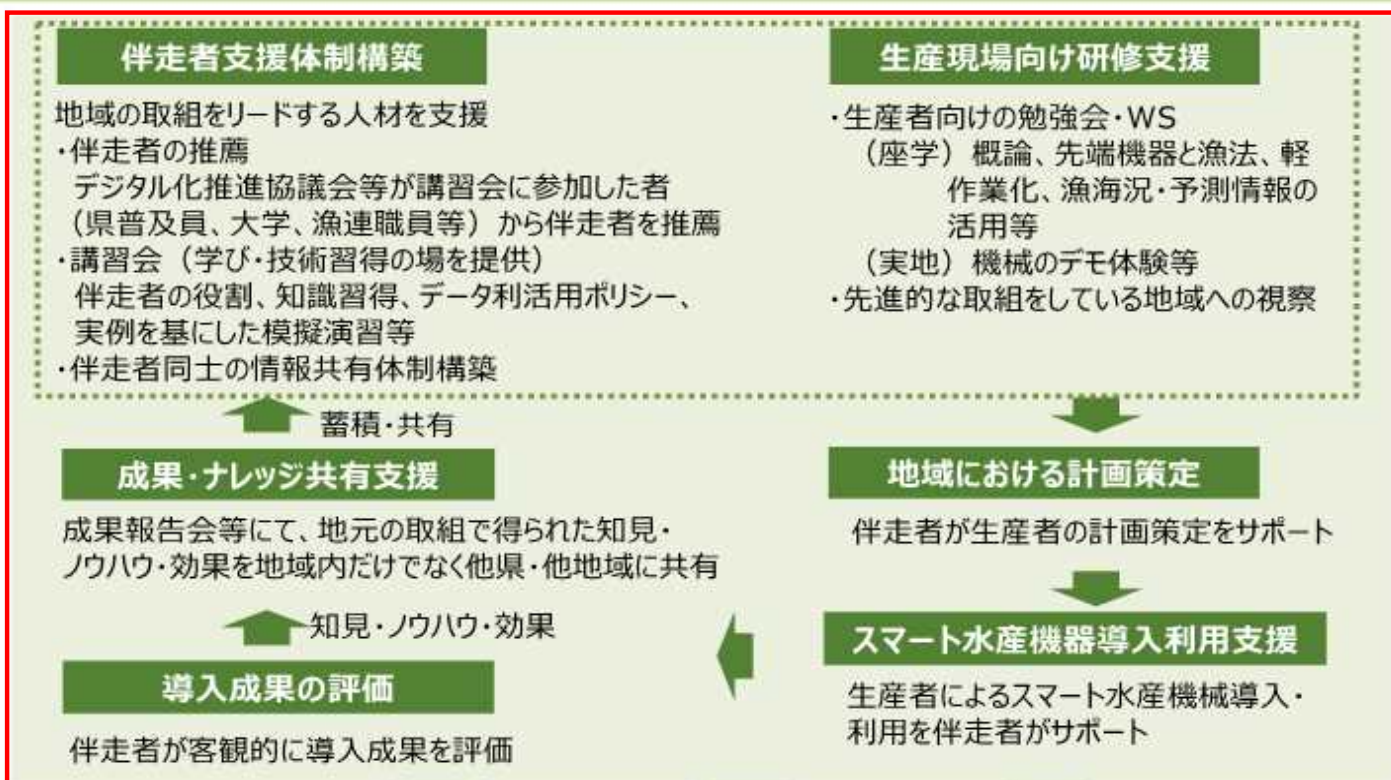 伴走者支援体制構築
地域の取組をリードする人材を支援
・伴走者の推薦
デジタル化推進協議会等が講習会に参加した者
（県普及員、大学、漁連職員等）から伴走者を推薦
・講習会（学び・技術習得の場を提供）
伴走者の役割、知識習得、データ利活用ポリシー、
実例を基にした模擬演習等
・伴走者同士の情報共有体制構築
生産現場向け研修支援
・生産者向けの勉強会・WS
（座学）概論、先端機器と漁法、軽
作業化、漁海況・予測情報の
活用等
（実地）機械のデモ体験等
・先進的な取組をしている地域への視察
地域における計画策定
伴走者が生産者の計画策定をサポート
スマート水産機器導入利用支援
生産者によるスマート水産機械導入・
利用を伴走者がサポート
導入成果の評価
伴走者が客観的に導入成果を評価
知見・ノウハウ・効果
成果・ナレッジ共有支援
成果報告会等にて、地元の取組で得られた知見・
ノウハウ・効果を地域内だけでなく他県・他地域に共有
蓄積・共有